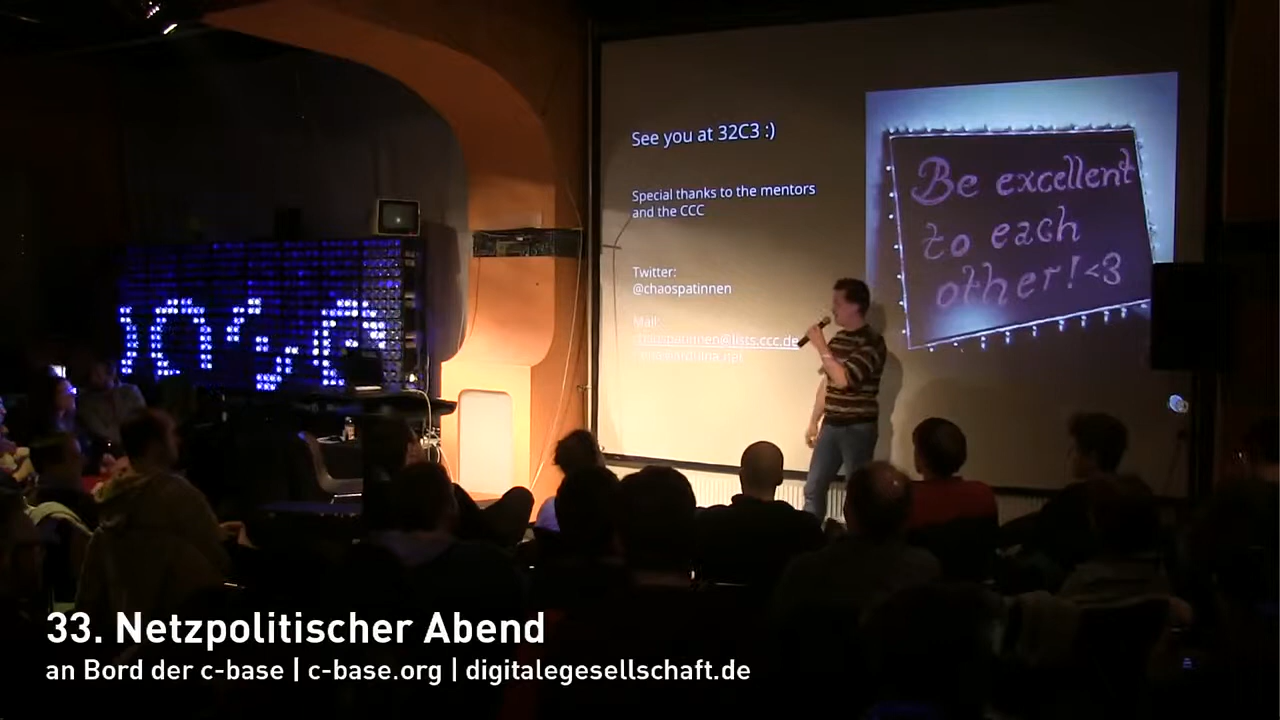 See you at 32C3 :)
Special thanks to the mentors
and the CCC
Twitter:
@chaospatinnen
Mail:
Be excellent
to each
other! <3
33. Netzpolitischer Abend
an Bord der c-base | c-base.org | digitalegesellschaft.de